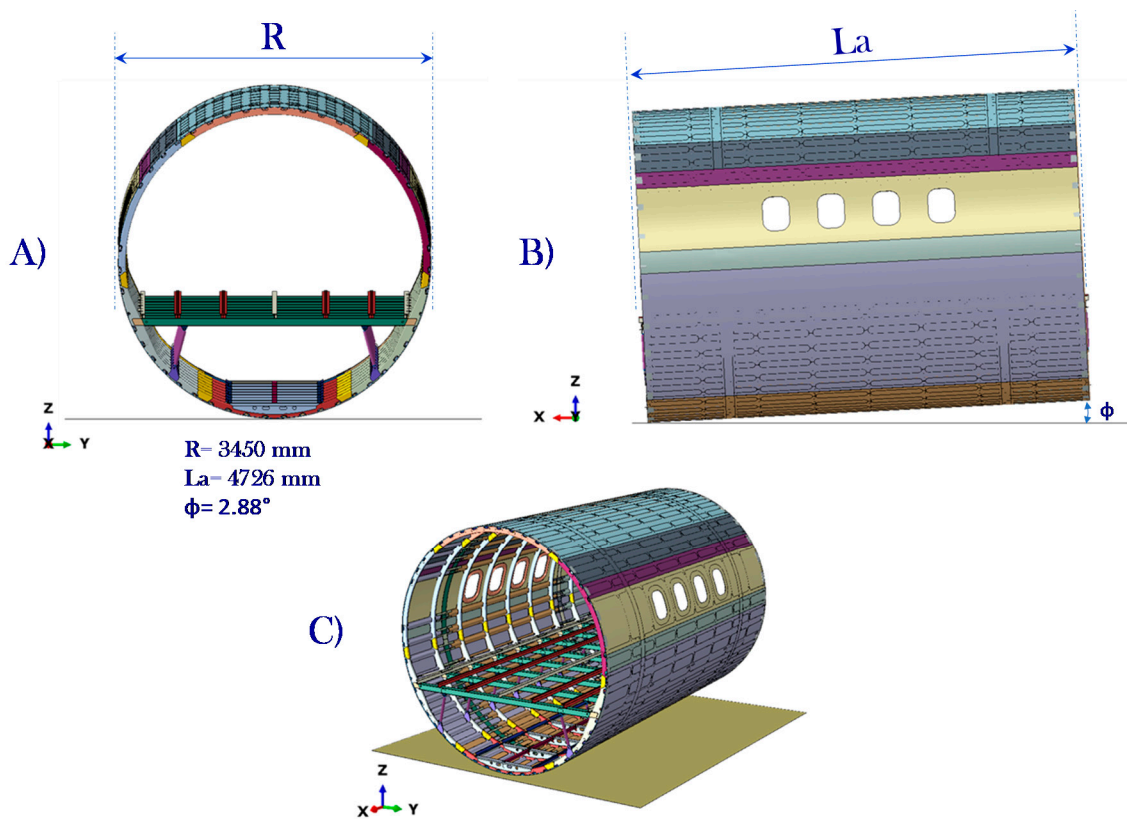 R
La
A)
B)
Z
X Y
Z
X Y
ϕ
R= 3450 mm
La= 4726 mm
ϕ= 2.88°
C)
Z
X Y